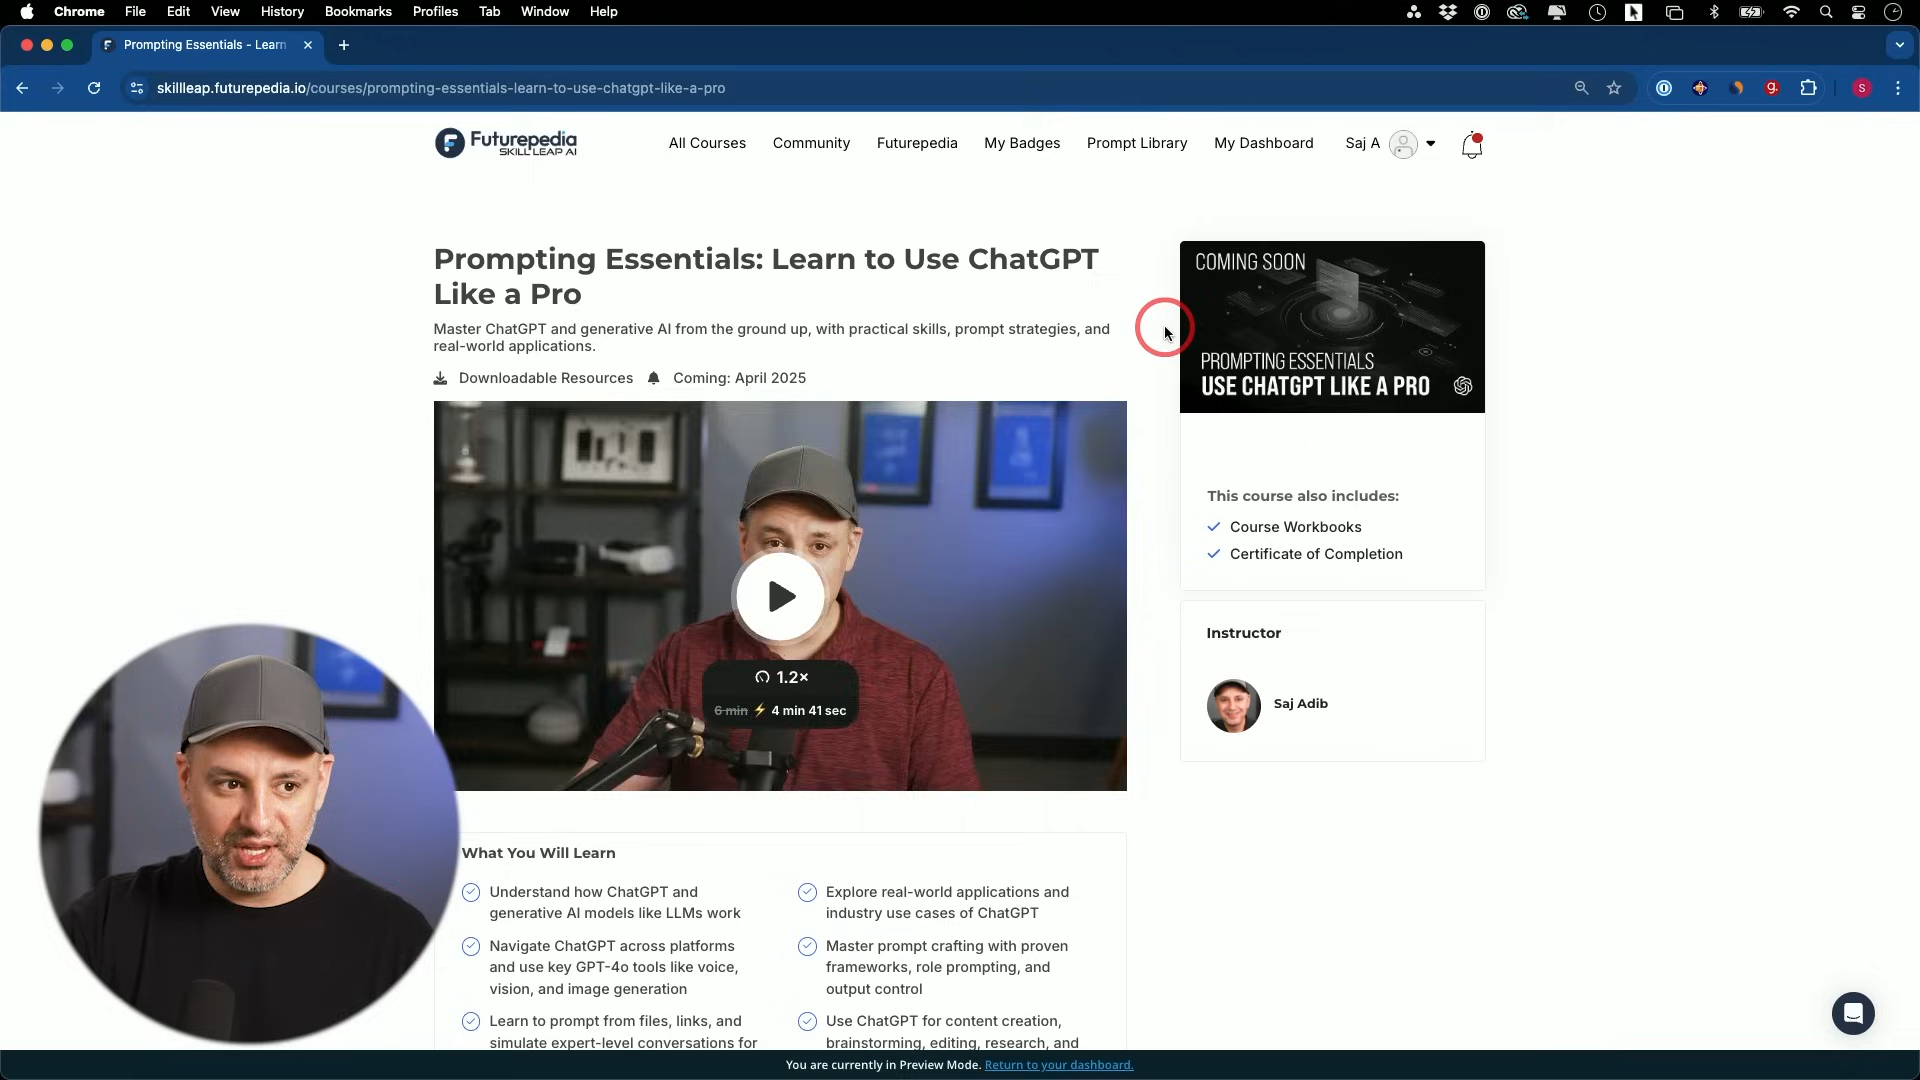 Chrome File Edit View History Bookmarks Profiles Tab Window Help
Prompting Essentials - Learn
skillleap.futurepedia.io/courses/prompting-essentials-learn-to-use-chatgpt-like-a-pro
S
Futurepedia
SKILL LEAP AI
All Courses Community Futurepedia My Badges Prompt Library My Dashboard Saj A
Prompting Essentials: Learn to Use ChatGPT
Like a Pro
Master ChatGPT and generative AI from the ground up, with practical skills, prompt strategies, and
real-world applications.
Downloadable Resources Coming: April 2025
1.2×
6 min ⚡ 4 min 41 sec
COMING SOON
PROMPTING ESSENTIALS
USE CHATGPT LIKE A PRO
This course also includes:
Course Workbooks
Certificate of Completion
Instructor
Saj Adib
What You Will Learn
Understand how ChatGPT and
generative AI models like LLMs work
Navigate ChatGPT across platforms
and use key GPT-4o tools like voice,
vision, and image generation
Learn to prompt from files, links, and
simulate expert-level conversations for
Explore real-world applications and
industry use cases of ChatGPT
Master prompt crafting with proven
frameworks, role prompting, and
output control
Use ChatGPT for content creation,
brainstorming, editing, research, and
You are currently in Preview Mode. Return to your dashboard.